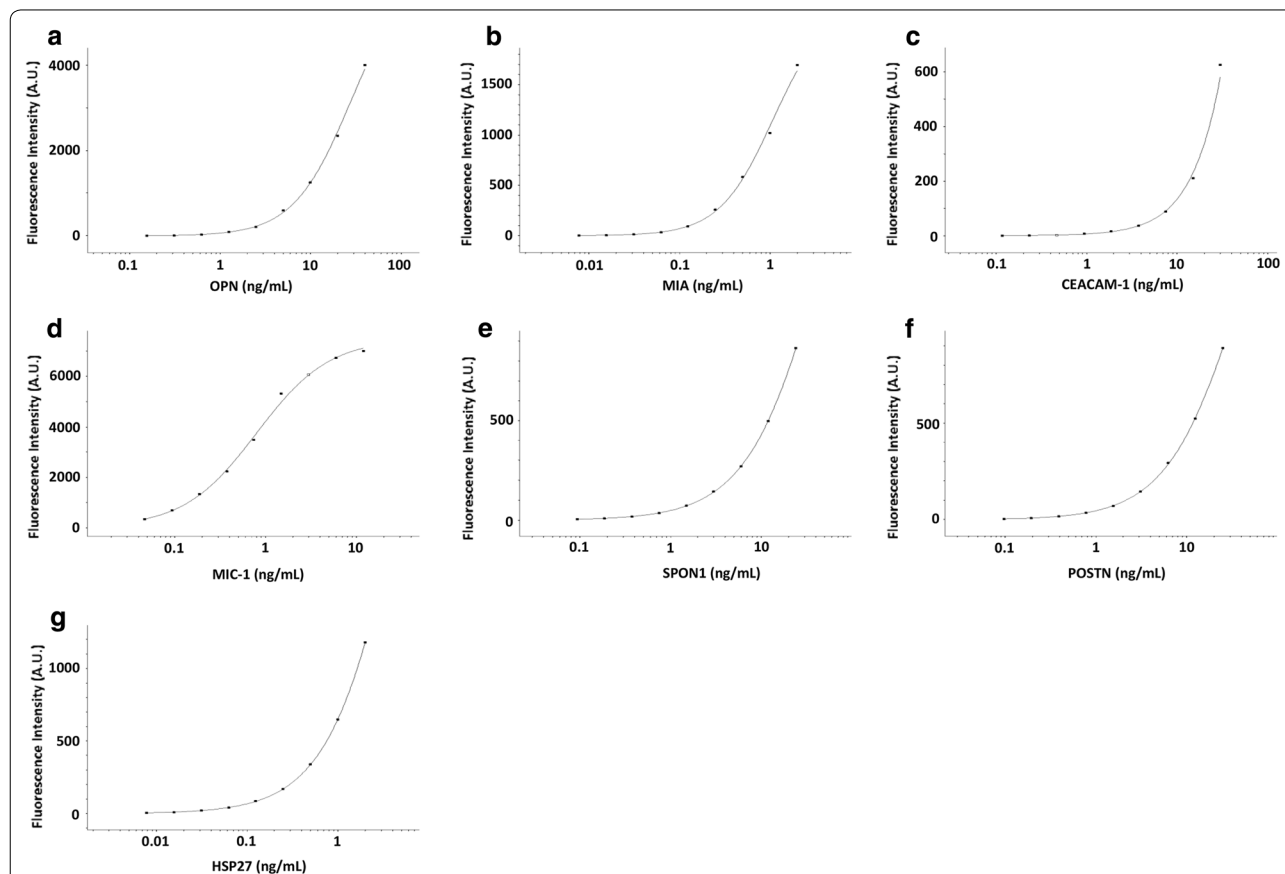 a
Fluorescence Intensity (A.U.)
4000
2000
0
0.1 1 10 100
OPN (ng/mL)
b
Fluorescence Intensity (A.U.)
1500
1000
500
0
0.01 0.1 1
MIA (ng/mL)
c
Fluorescence Intensity (A.U.)
600
400
200
0
0.1 1 10 100
CEACAM-1 (ng/mL)
d
Fluorescence Intensity (A.U.)
6000
4000
2000
0
0.1 1 10
MIC-1 (ng/mL)
e
Fluorescence Intensity (A.U.)
500
0
0.1 1 10
SPON1 (ng/mL)
f
Fluorescence Intensity (A.U.)
500
0
0.1 1 10
POSTN (ng/mL)
g
Fluorescence Intensity (A.U.)
1000
500
0
0.01 0.1 1
HSP27 (ng/mL)